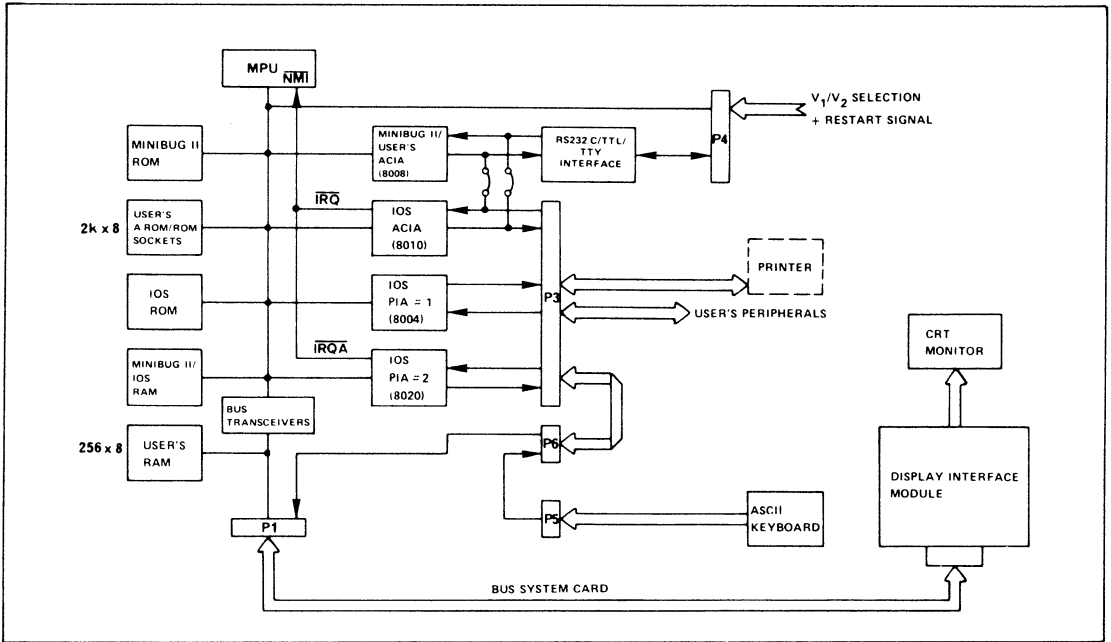 MPU
NMI
V1/V2 SELECTION
+ RESTART SIGNAL
P4
MINIBUG II
ROM
MINIBUG II/
USER'S
ACIA
(8008)
RS232 C/TTL/
TTY
INTERFACE
IRQ
2k x 8
USER'S
A ROM/ROM
SOCKETS
IOS
ACIA
(8010)
P3
PRINTER
IOS
ROM
IOS
PIA = 1
(8004)
USER'S PERIPHERALS
CRT
MONITOR
IRQA
MINIBUG II/
IOS
RAM
IOS
PIA = 2
(8020)
BUS
TRANSCEIVERS
256 x 8
USER'S
RAM
P6
DISPLAY INTERFACE
MODULE
P1
P5
ASCII
KEYBOARD
BUS SYSTEM CARD